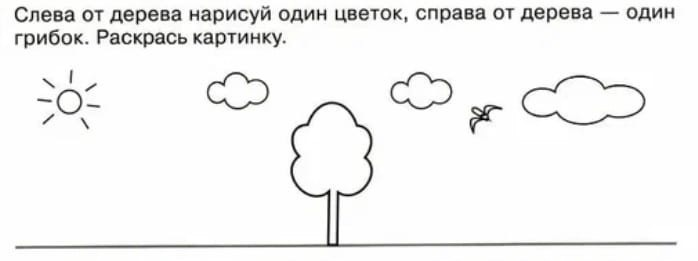 Слева от дерева нарисуй один цветок, справа от дерева — один
грибок. Раскрась картинку.